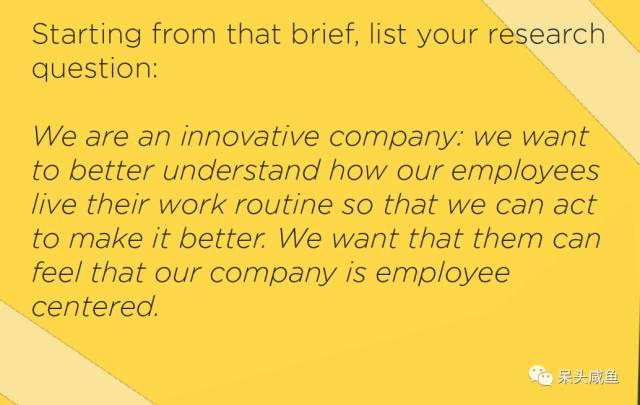 Starting from that brief, list your research
question:
We are an innovative company: we want
to better understand how our employees
live their work routine so that we can act
to make it better. We want that them can
feel that our company is employee
centered.
呆头咸鱼